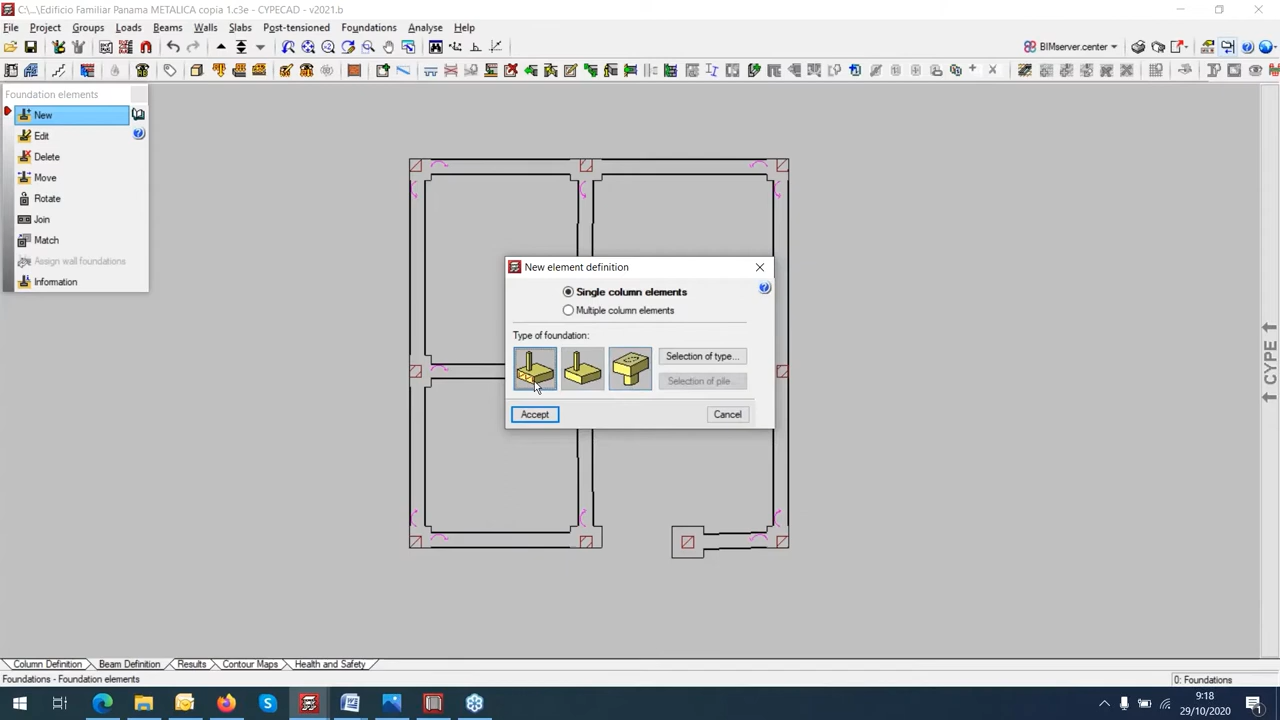 C:\...\Edificio Familiar Panama METALICA copia 1.c3e - CYPECAD - v2021.b
File Project Groups Loads Beams Walls Slabs Post-tensioned Foundations Analyse Help
BIMserver.center
Foundation elements
New
Edit
Delete
Move
Rotate
Join
Match
Assign wall foundations
Information
New element definition
Single column elements
Multiple column elements
Type of foundation:
Selection of type...
Selection of pile
Accept
Cancel
CYPE
Column Definition Beam Definition Results Contour Maps Health and Safety
Foundations - Foundation elements
0: Foundations
9:18
29/10/2020
1